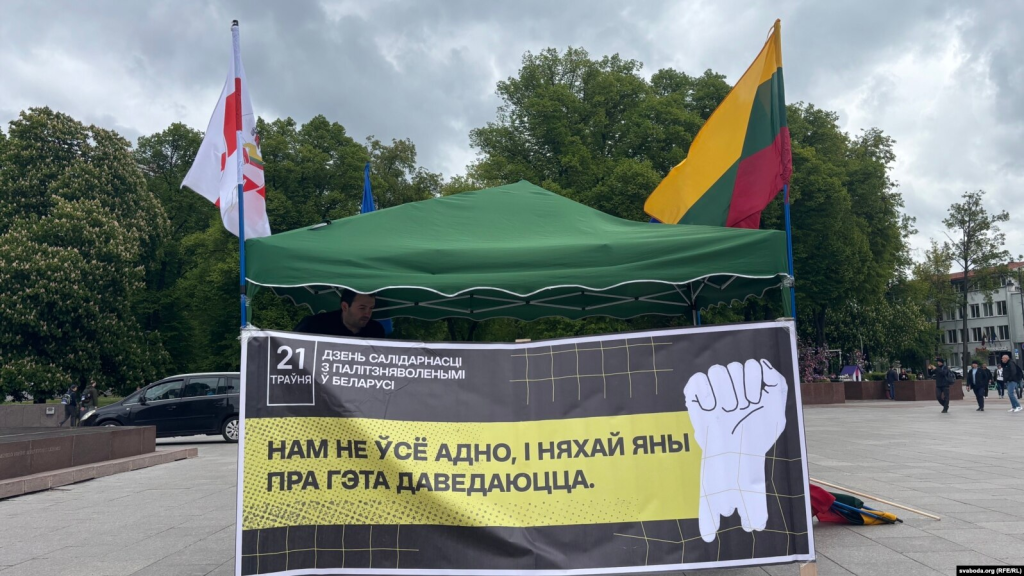 21
ТРАЎНЯ
ДЗЕНЬ САЛІДАРНАСЦІ
З ПАЛІТЗНЯВОЛЕНЫМІ
Ў БЕЛАРУСІ
НАМ НЕ ЎСЁ АДНО, І НЯХАЙ ЯНЫ
ПРА ГЭТА ДАВЕДАЮЦЦА.
svaboda.org (RFE/RL)